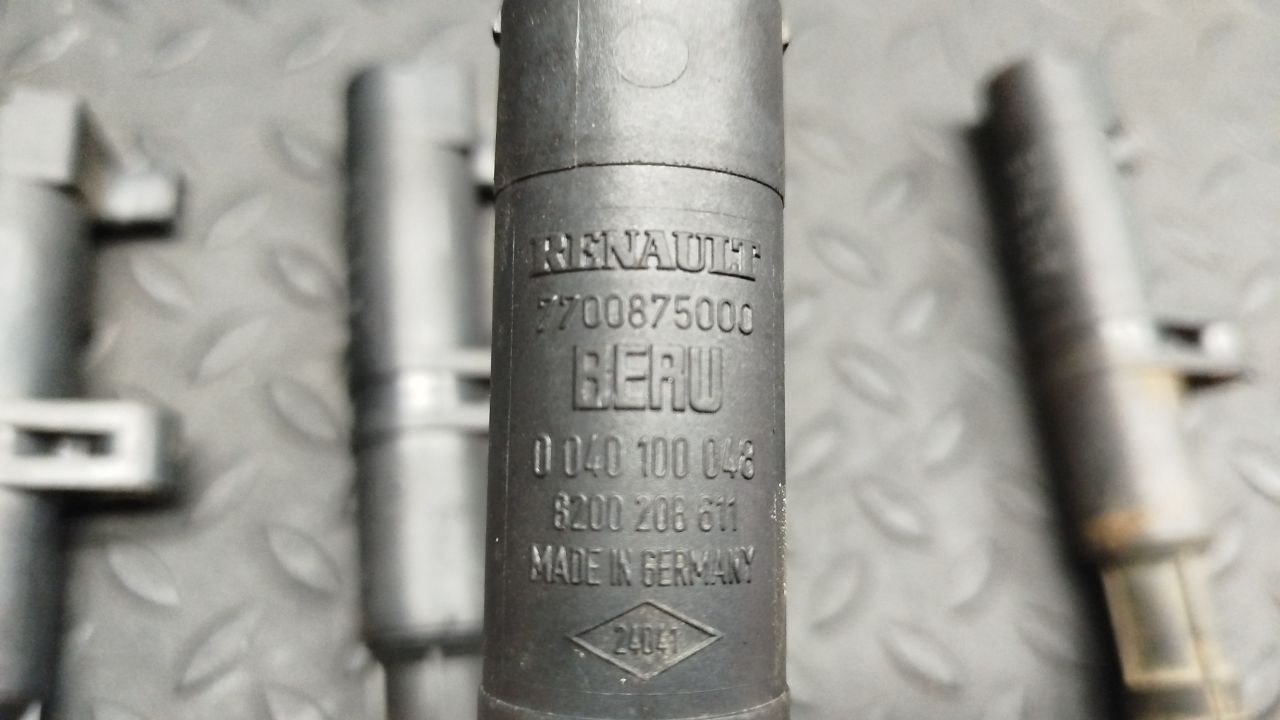 RENAULT
7700875000
BERU
0 040 100 048
8200 208 611
MADE IN GERMANY
24041